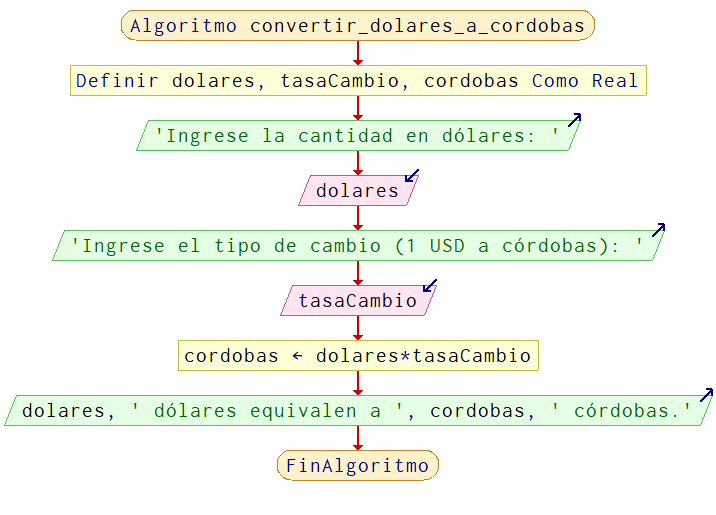 Algoritmo convertir_dolares_a_cordobas
Definir dolares, tasaCambio, cordobas Como Real
'Ingrese la cantidad en dólares: '
dolares
'Ingrese el tipo de cambio (1 USD a córdobas): '
tasaCambio
cordobas ← dolares*tasaCambio
dolares, ' dólares equivalen a ', cordobas, ' córdobas.'
FinAlgoritmo